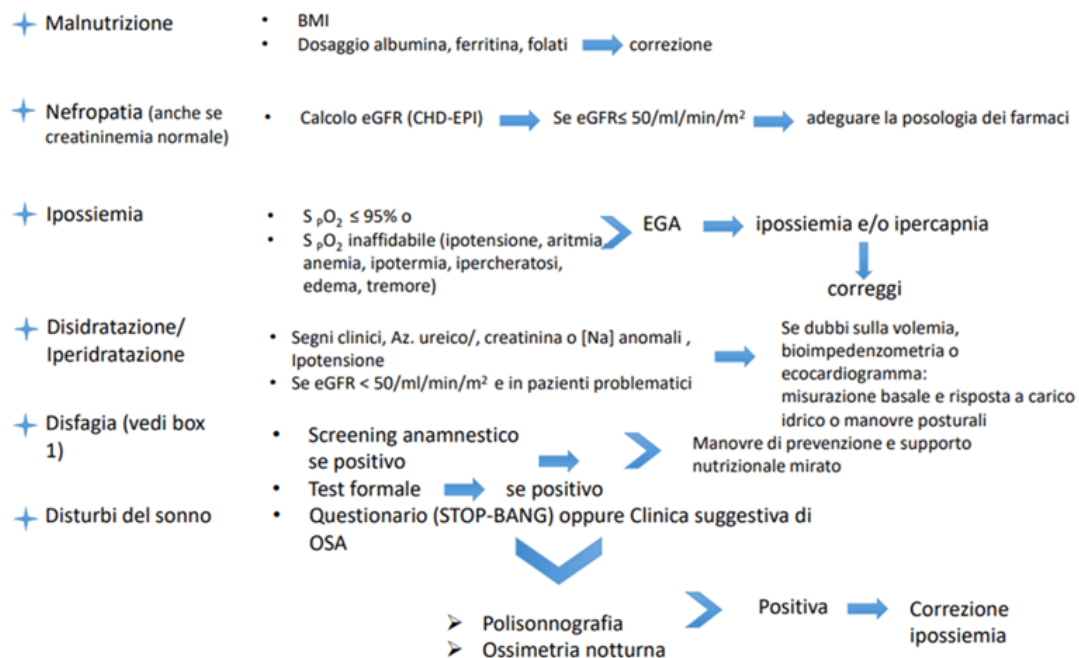 Malnutrizione
• BMI
• Dosaggio albumina, ferritina, folati
correzione
Nefropatia (anche se
creatininemia normale)
• Calcolo eGFR (CHD-EPI)
Se eGFR≤ 50/ml/min/m²
adeguare la posologia dei farmaci
Ipossiemia
• S pO₂ ≤ 95% o
• S pO₂ inaffidabile (ipotensione, aritmia,
anemia, ipotermia, ipercheratosi,
edema, tremore)
EGA
ipossiemia e/o ipercapnia
correggi
Disidratazione/
Iperidratazione
• Segni clinici, Az. ureico/, creatinina o [Na] anomali ,
Ipotensione
• Se eGFR < 50/ml/min/m² e in pazienti problematici
Se dubbi sulla volemia,
bioimpedenzometria o
ecocardiogramma:
misurazione basale e risposta a carico
idrico o manovre posturali
Disfagia (vedi box
1)
• Screening anamnestico
se positivo
• Test formale
se positivo
Manovre di prevenzione e supporto
nutrizionale mirato
Disturbi del sonno
• Questionario (STOP-BANG) oppure Clinica suggestiva di
OSA
➢ Polisonnografia
➢ Ossimetria notturna
Positiva
Correzione
ipossiemia